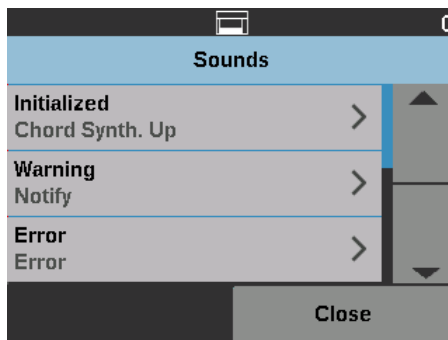 Sounds
Initialized
Chord Synth. Up
Warning
Notify
Error
Error
Close